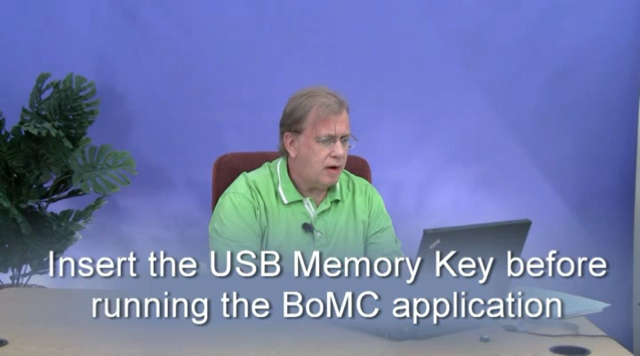 Insert the USB Memory Key before
running the BoMC application